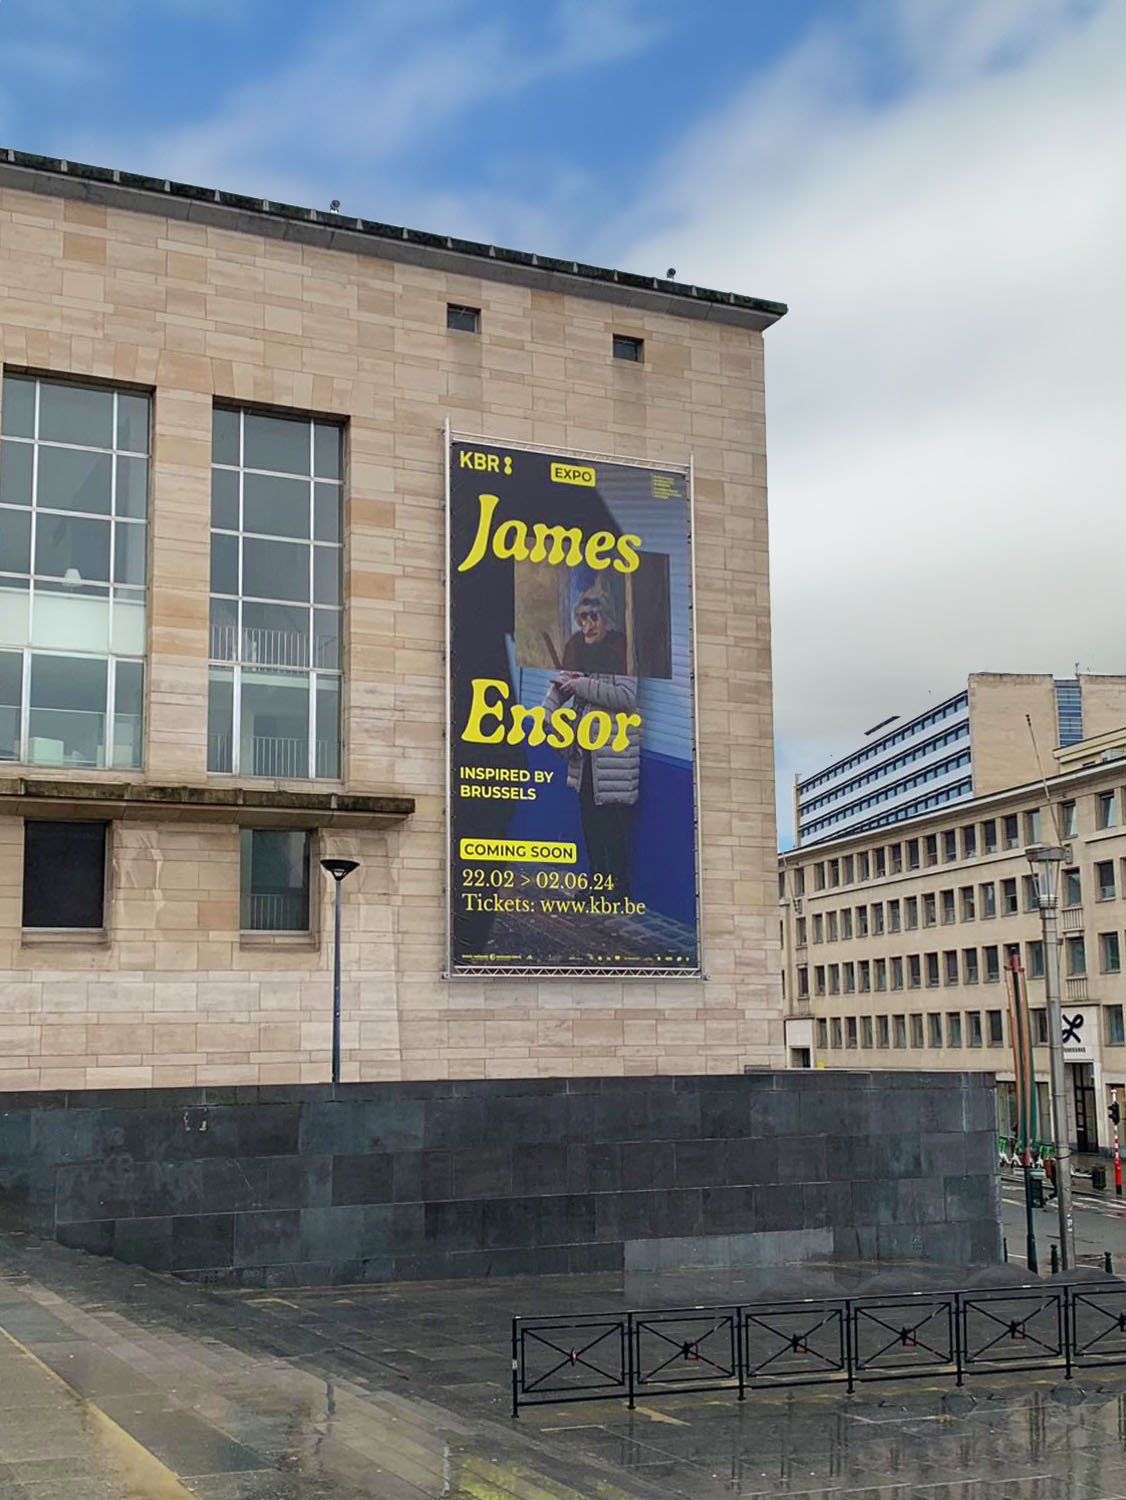 KBR
EXPO
James
Ensor
INSPIRED BY
BRUSSELS
COMING SOON
22.02 > 02.06.24
Tickets: www.kbr.be